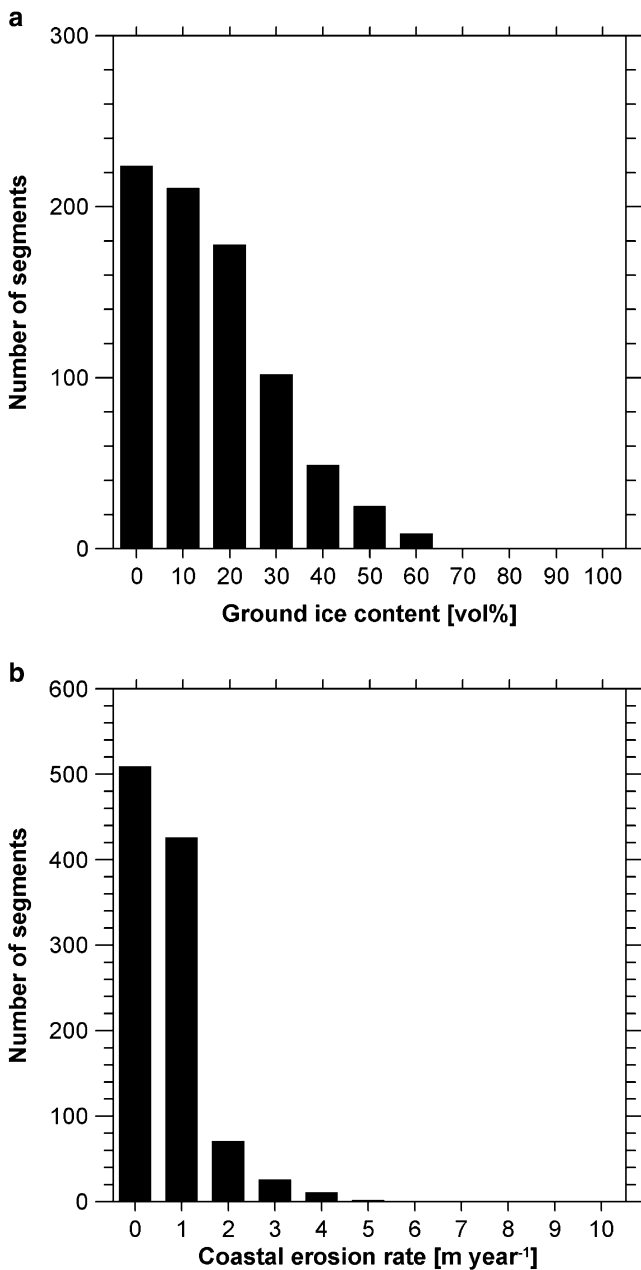 a
300
200
100
0
Number of segments
0 10 20 30 40 50 60 70 80 90 100
Ground ice content [vol%]
b
600
500
400
300
200
100
0
Number of segments
0 1 2 3 4 5 6 7 8 9 10
Coastal erosion rate [m year⁻¹]